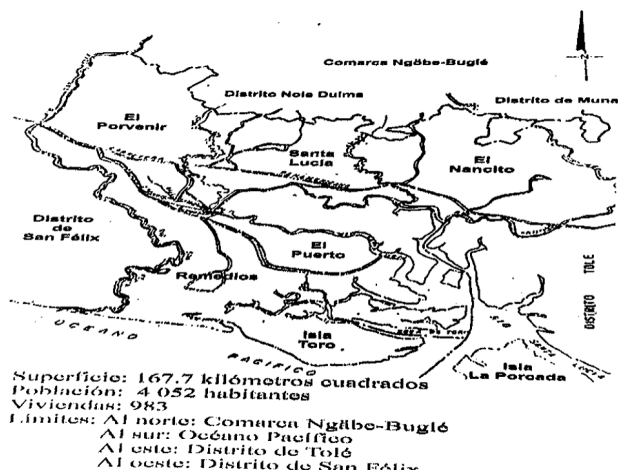 N
Comarca Ngäbe-Buglé
Distrito Nole Duima
Distrito de Muna
El
Porvenir
Santa
Lucía
El
Nancito
Distrito
de
San Félix
El
Puerto
Remedios
DISTRITO TOLE
Isla
Toro
OCEANO PACIFICO
Isla
La Porcada
Superficie: 167.7 kilómetros cuadrados
Población: 4 052 habitantes
Viviendas: 983
Límites: Al norte: Comarca Ngäbe-Buglé
Al sur: Océano Pacífico
Al este: Distrito de Tolé
Al oeste: Distrito de San Félix